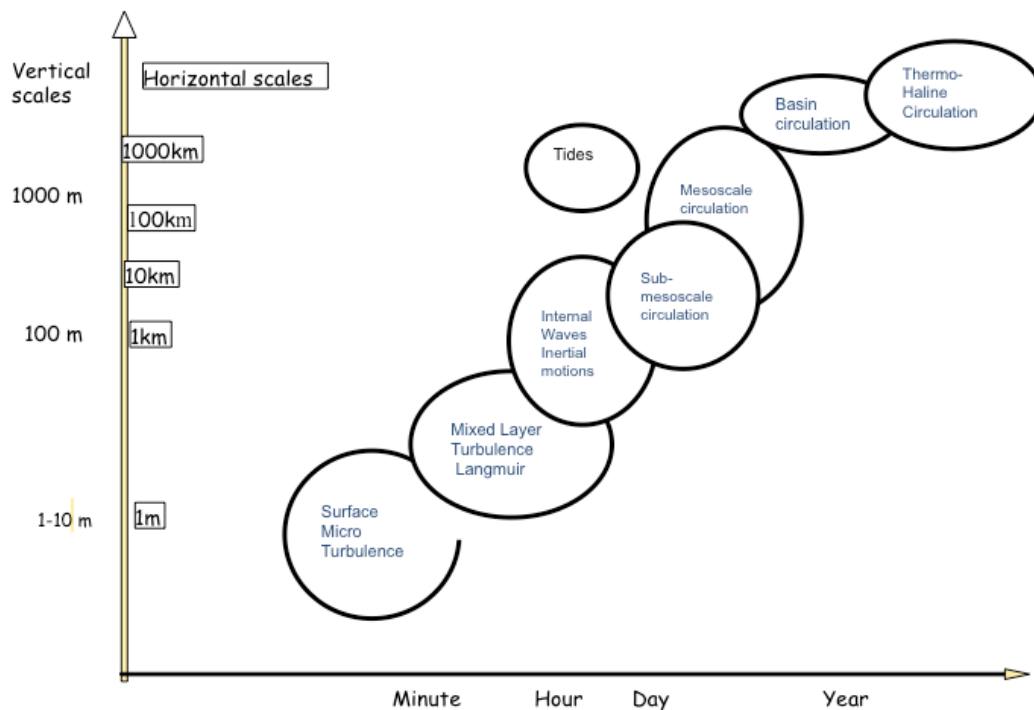 Vertical
scales
Horizontal scales
1000km
1000 m
100km
10km
100 m
1km
1-10 m
1m
Thermo-
Haline
Circulation
Basin
circulation
Tides
Mesoscale
circulation
Sub-
mesoscale
circulation
Internal
Waves
Inertial
motions
Mixed Layer
Turbulence
Langmuir
Surface
Micro
Turbulence
Minute Hour Day Year